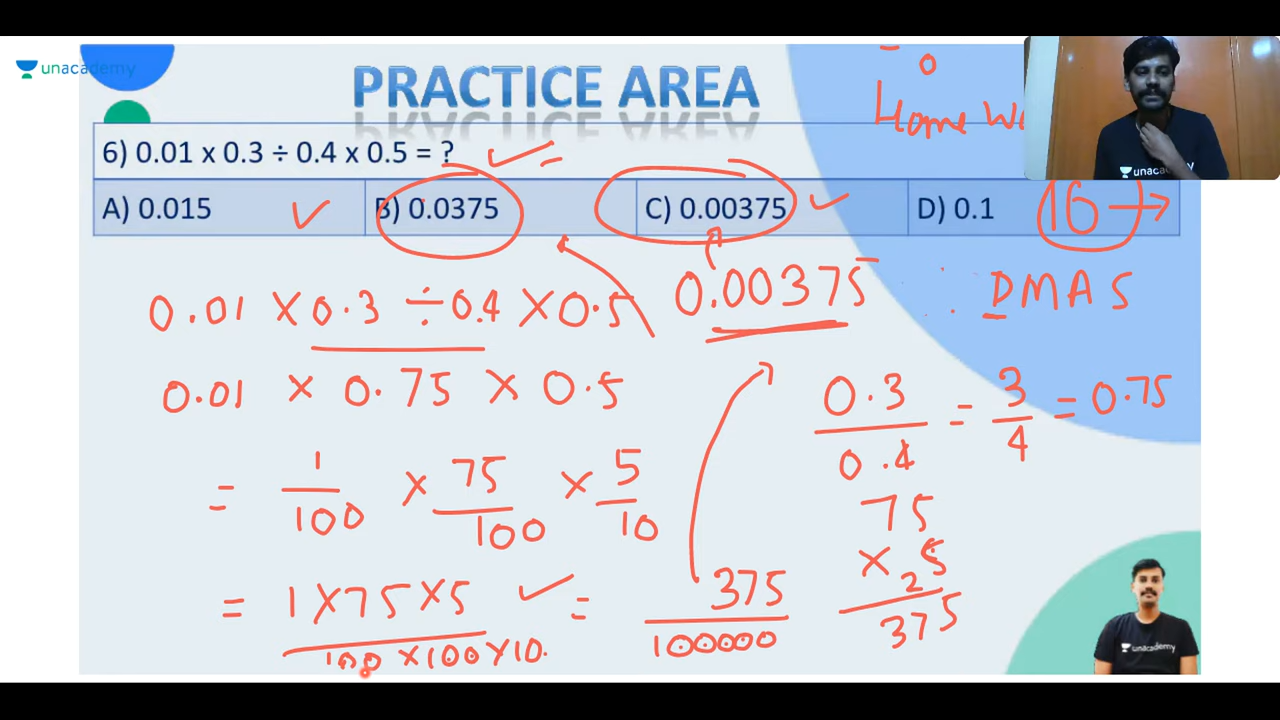 unacademy
PRACTICE AREA
0
Home W
6) 0.01 x 0.3 ÷ 0.4 x 0.5 = ? ✓ =
A) 0.015 ✓ B) 0.0375 C) 0.00375 ✓ D) 0.1 16 →
0.01 × 0.3 ÷ 0.4 × 0.5
0.00375
∴ DMAS
0.01 × 0.75 × 0.5
0.3/0.4 = 3/4 = 0.75
= 1/100 × 75/100 × 5/10
75
× 5
2
375
= 1×75×5 ✓ = 375
100×100×10 100000
unacademy
unacademy